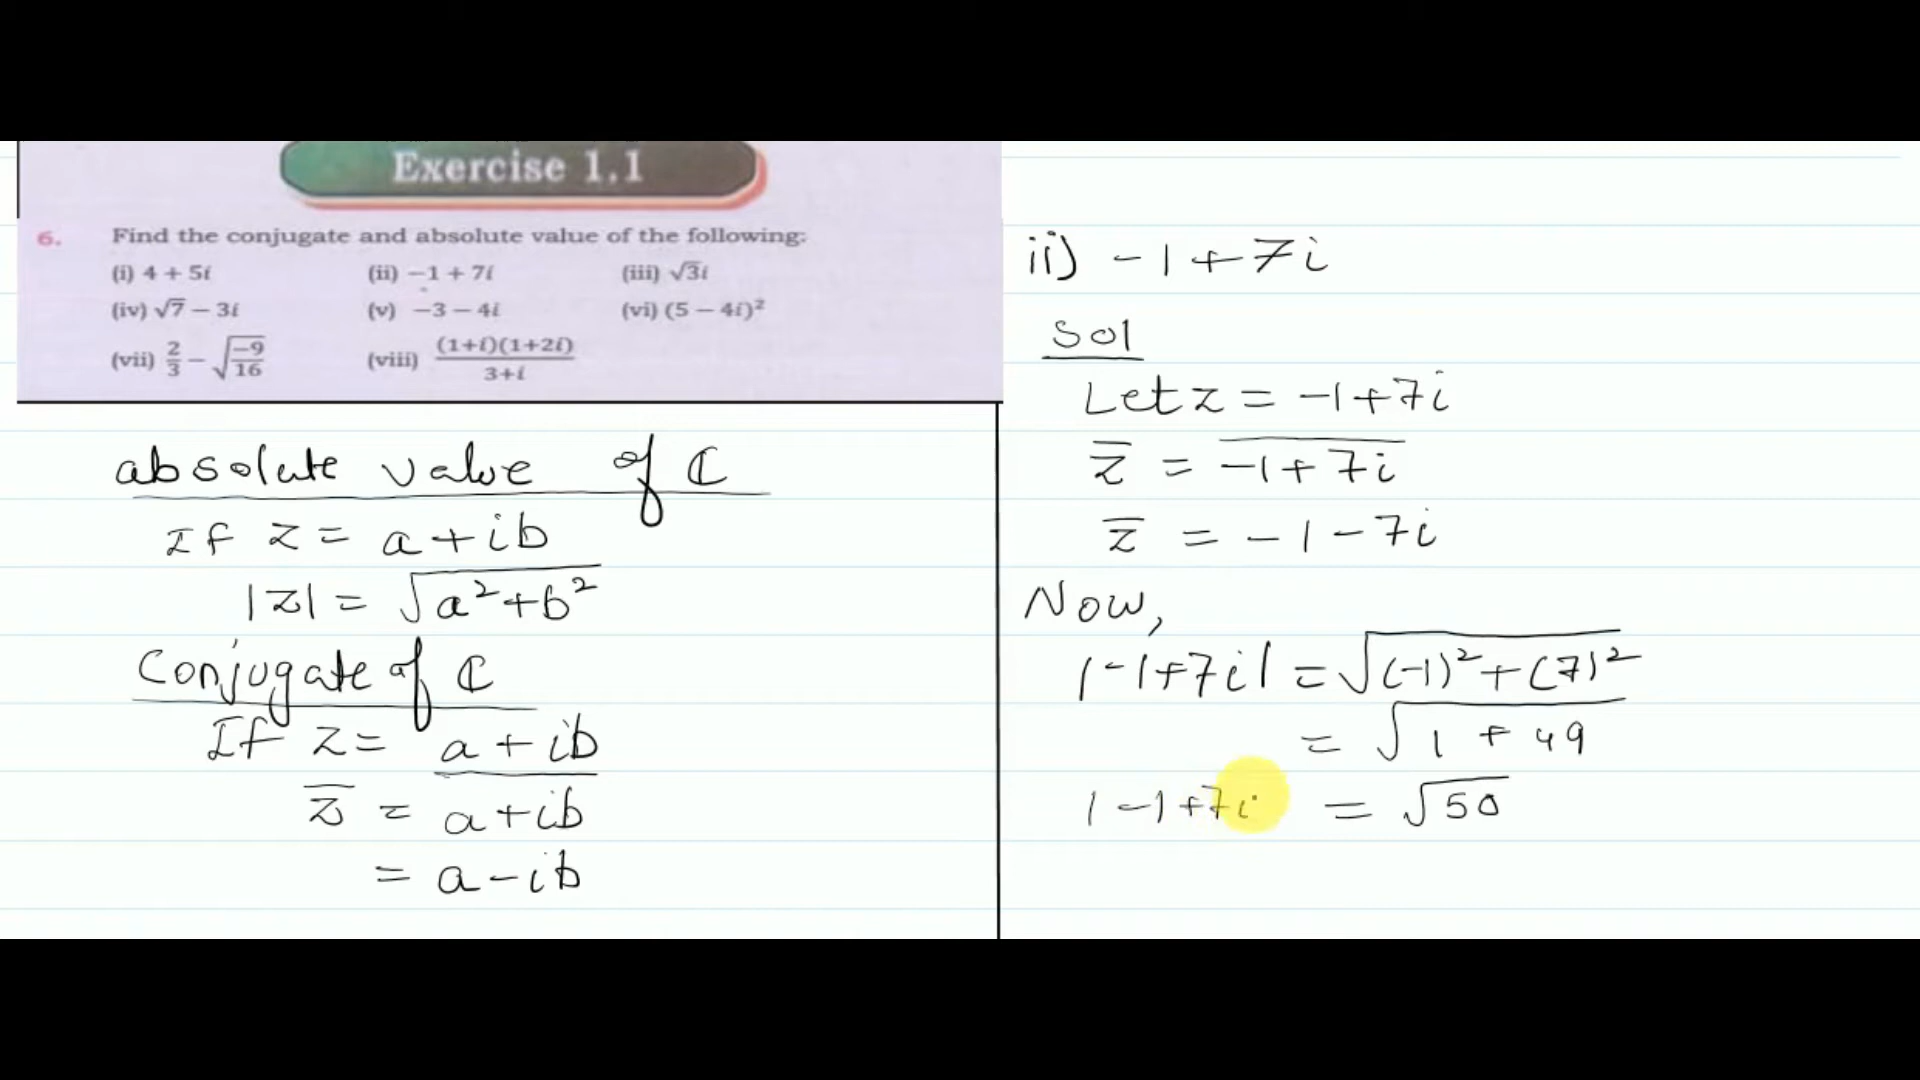 Exercise 1.1
6. Find the conjugate and absolute value of the following:
(i) 4 + 5i (ii) −1 + 7i (iii) √3i
(iv) √7 − 3i (v) −3 − 4i (vi) (5 − 4i)²
(vii) 2/3 − √(−9/16) (viii) (1+i)(1+2i)/3+i
absolute value of ℂ
If z = a+ib
|z| = √(a²+b²)
Conjugate of ℂ
If z = a+ib
z̅ = \overline{a+ib}
= a−ib
ii) −1+7i
Sol
Let z = −1+7i
z̅ = \overline{−1+7i}
z̅ = −1−7i
Now,
|−1+7i| = √((−1)²+(7)²)
= √(1 + 49)
|−1+7i = √50